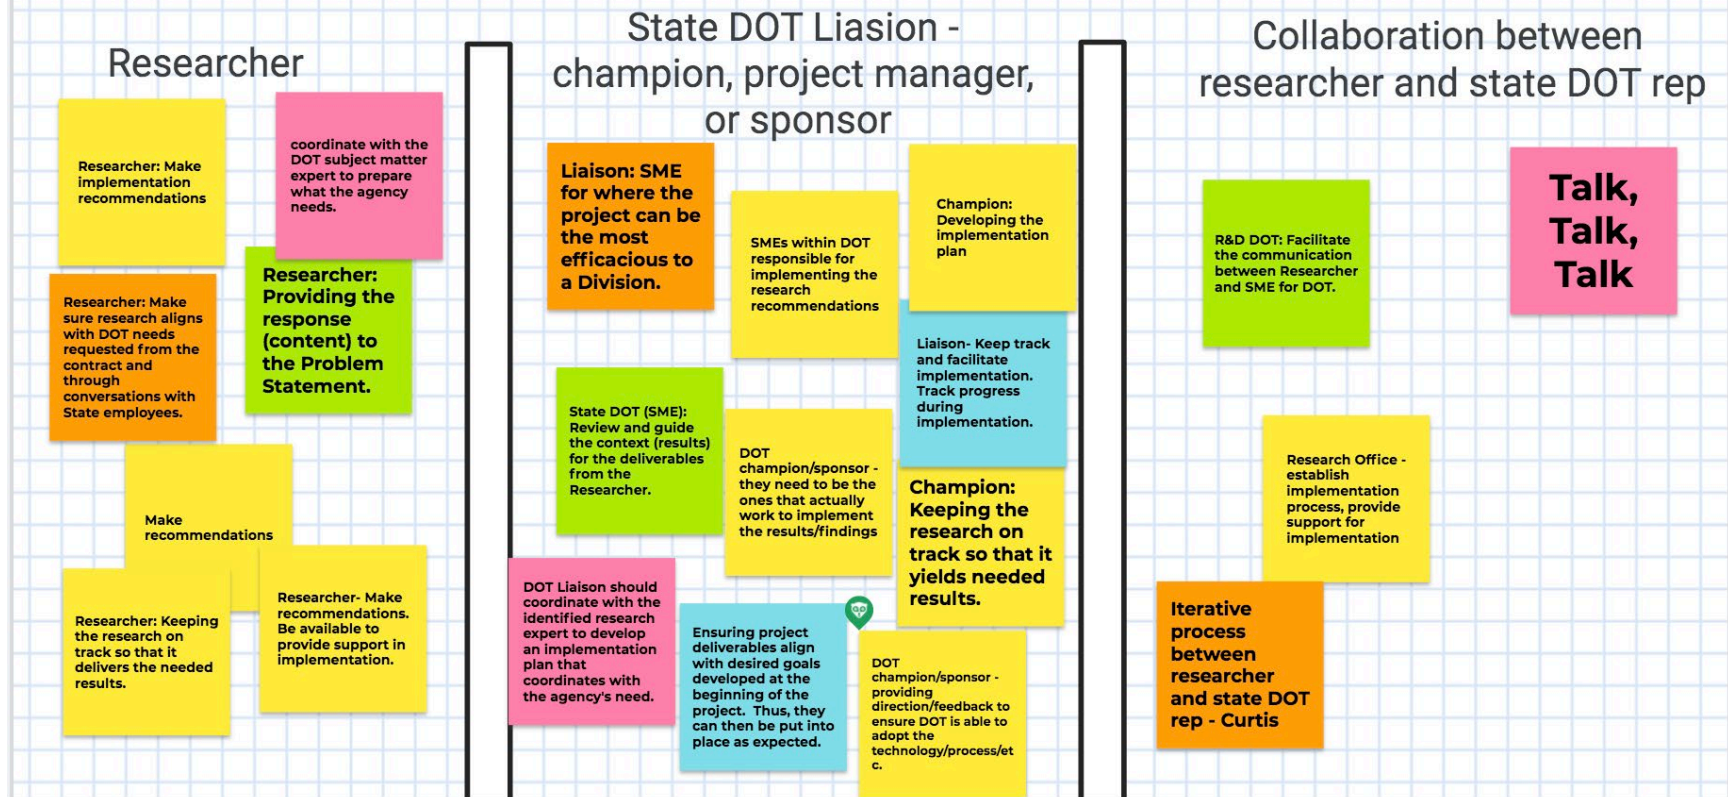 Researcher
Researcher: Make
implementation
recommendations
coordinate with the
DOT subject matter
expert to prepare
what the agency
needs.
Researcher: Make
sure research aligns
with DOT needs
requested from the
contract and
through
conversations with
State employees.
Researcher:
Providing the
response
(content) to
the Problem
Statement.
Make
recommendations
Researcher: Keeping
the research on
track so that it
delivers the needed
results.
Researcher- Make
recommendations.
Be available to
provide support in
implementation.
State DOT Liasion -
champion, project manager,
or sponsor
Liaison: SME
for where the
project can be
the most
efficacious to
a Division.
SMEs within DOT
responsible for
implementing the
research
recommendations
Champion:
Developing the
implementation
plan
Liaison- Keep track
and facilitate
implementation.
Track progress
during
implementation.
State DOT (SME):
Review and guide
the context (results)
for the deliverables
from the
Researcher.
DOT
champion/sponsor -
they need to be the
ones that actually
work to implement
the results/findings
Champion:
Keeping the
research on
track so that it
yields needed
results.
DOT Liaison should
coordinate with the
identified research
expert to develop
an implementation
plan that
coordinates with
the agency's need.
Ensuring project
deliverables align
with desired goals
developed at the
beginning of the
project. Thus, they
can then be put into
place as expected.
DOT
champion/sponsor -
providing
direction/feedback to
ensure DOT is able to
adopt the
technology/process/et
c.
Collaboration between
researcher and state DOT rep
R&D DOT: Facilitate
the communication
between Researcher
and SME for DOT.
Talk,
Talk,
Talk
Research Office -
establish
implementation
process, provide
support for
implementation
Iterative
process
between
researcher
and state DOT
rep - Curtis